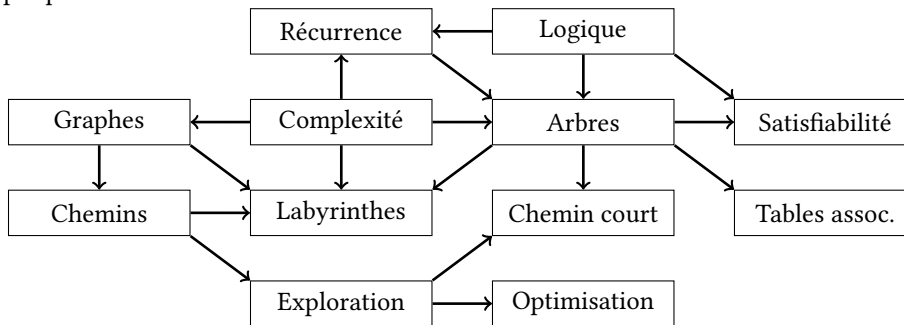 Récurrence Logique
Graphes Complexité Arbres Satisfiabilité
Chemins Labyrinthes Chemin court Tables assoc.
Exploration Optimisation